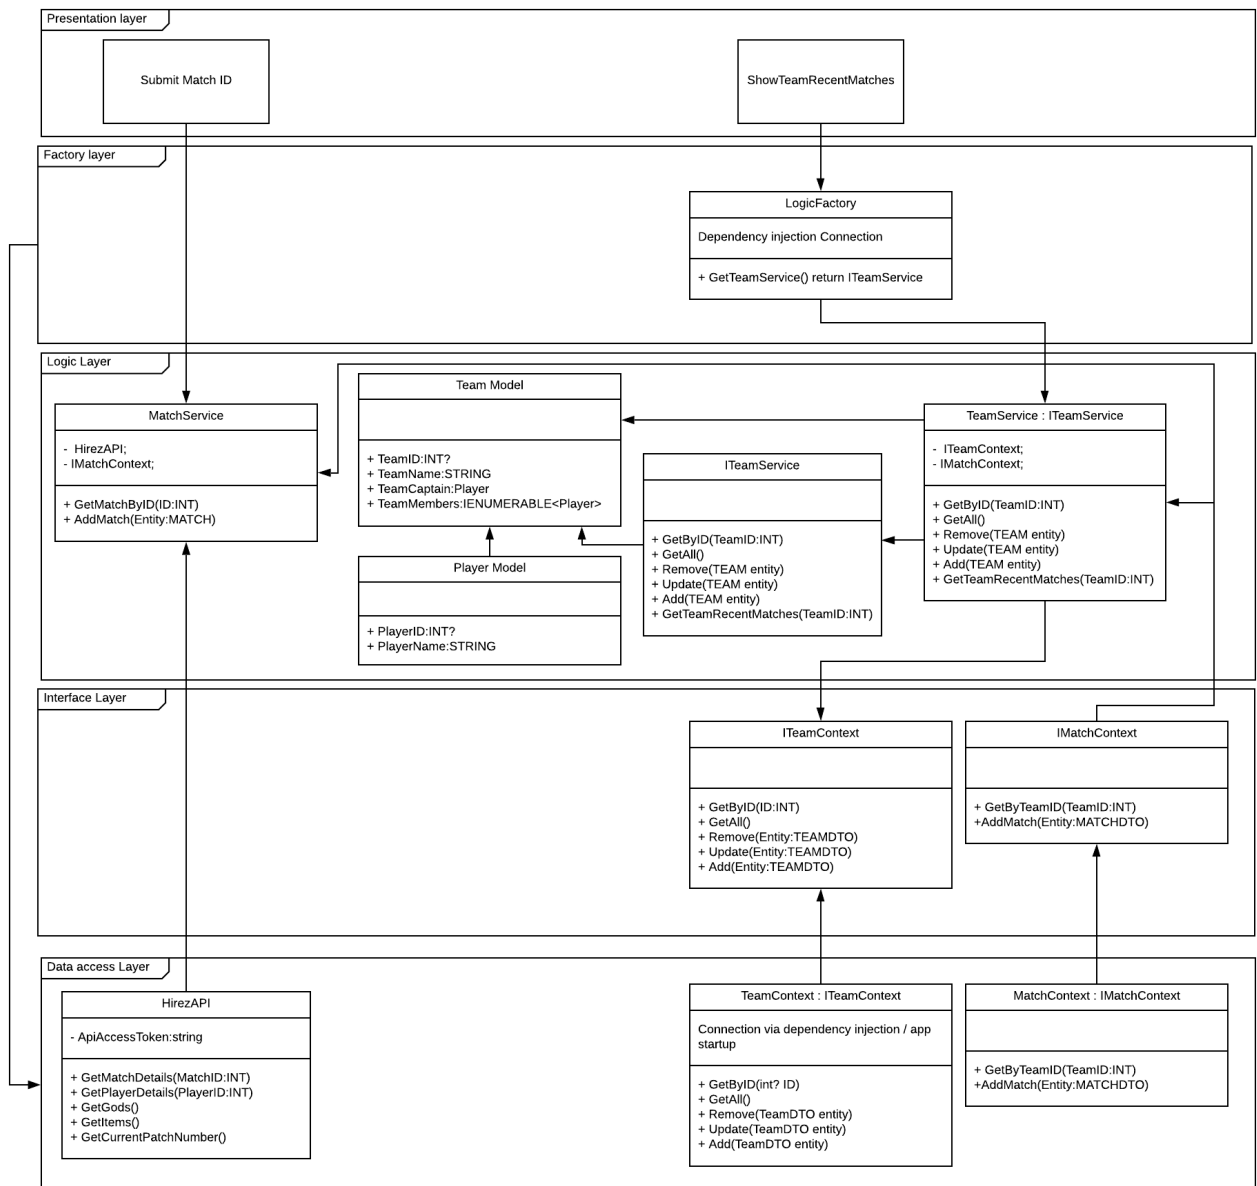 Presentation layer
Submit Match ID
ShowTeamRecentMatches
Factory layer
LogicFactory
Dependency injection Connection
+ GetTeamService() return ITeamService
Logic Layer
MatchService
- HirezAPI;
- IMatchContext;
+ GetMatchByID(ID:INT)
+ AddMatch(Entity:MATCH)
Team Model
+ TeamID:INT?
+ TeamName:STRING
+ TeamCaptain:Player
+ TeamMembers:IENUMERABLE<Player>
Player Model
+ PlayerID:INT?
+ PlayerName:STRING
ITeamService
+ GetByID(TeamID:INT)
+ GetAll()
+ Remove(TEAM entity)
+ Update(TEAM entity)
+ Add(TEAM entity)
+ GetTeamRecentMatches(TeamID:INT)
TeamService : ITeamService
- ITeamContext;
- IMatchContext;
+ GetByID(TeamID:INT)
+ GetAll()
+ Remove(TEAM entity)
+ Update(TEAM entity)
+ Add(TEAM entity)
+ GetTeamRecentMatches(TeamID:INT)
Interface Layer
ITeamContext
+ GetByID(ID:INT)
+ GetAll()
+ Remove(Entity:TEAMDTO)
+ Update(Entity:TEAMDTO)
+ Add(Entity:TEAMDTO)
IMatchContext
+ GetByTeamID(TeamID:INT)
+AddMatch(Entity:MATCHDTO)
Data access Layer
HirezAPI
- ApiAccessToken:string
+ GetMatchDetails(MatchID:INT)
+ GetPlayerDetails(PlayerID:INT)
+ GetGods()
+ GetItems()
+ GetCurrentPatchNumber()
TeamContext : ITeamContext
Connection via dependency injection / app
startup
+ GetByID(int? ID)
+ GetAll()
+ Remove(TeamDTO entity)
+ Update(TeamDTO entity)
+ Add(TeamDTO entity)
MatchContext : IMatchContext
+ GetByTeamID(TeamID:INT)
+AddMatch(Entity:MATCHDTO)